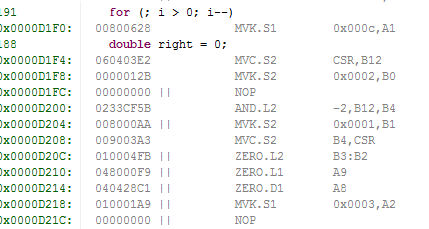 191 for (; i > 0; i--)
0x0000D1F0: 00800628 MVK.S1 0x000c,A1
188 double right = 0;
0x0000D1F4: 060403E2 MVC.S2 CSR,B12
0x0000D1F8: 0000012B MVK.S2 0x0002,B0
0x0000D1FC: 00000000 || NOP
0x0000D200: 0233CF5B AND.L2 -2,B12,B4
0x0000D204: 008000AA || MVK.S2 0x0001,B1
0x0000D208: 009003A3 MVC.S2 B4,CSR
0x0000D20C: 010004FB || ZERO.L2 B3:B2
0x0000D210: 048000F9 || ZERO.L1 A9
0x0000D214: 040428C1 || ZERO.D1 A8
0x0000D218: 010001A9 || MVK.S1 0x0003,A2
0x0000D21C: 00000000 || NOP